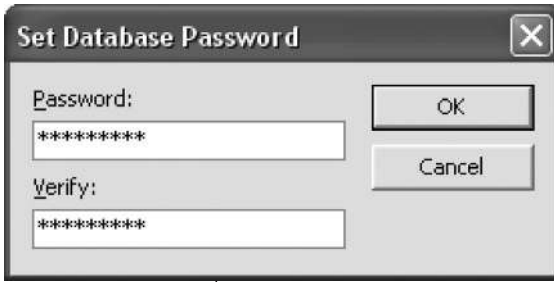 Set Database Password
Password:
OK
*********
Cancel
Verify:
*********